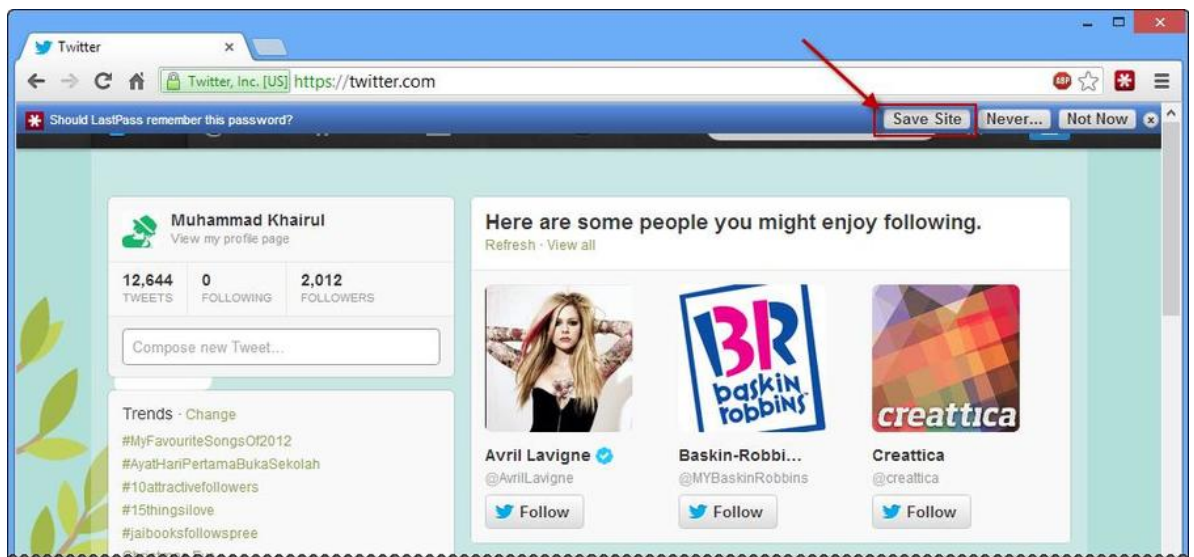 Twitter
Twitter, Inc. [US] https://twitter.com
ABP
Should LastPass remember this password?
Save Site
Never...
Not Now
Muhammad Khairul
View my profile page
12,644 0 2,012
TWEETS FOLLOWING FOLLOWERS
Compose new Tweet...
Trends · Change
#MyFavouriteSongsOf2012
#AyatHariPertamaBukaSekolah
#10attractivefollowers
#15thingsilove
#jaibooksfollowspree
Here are some people you might enjoy following.
Refresh · View all
BR
baskin
robbins
creattica
Avril Lavigne
@AvrilLavigne
Follow
Baskin-Robbi...
@MYBaskinRobbins
Follow
Creattica
@creattica
Follow